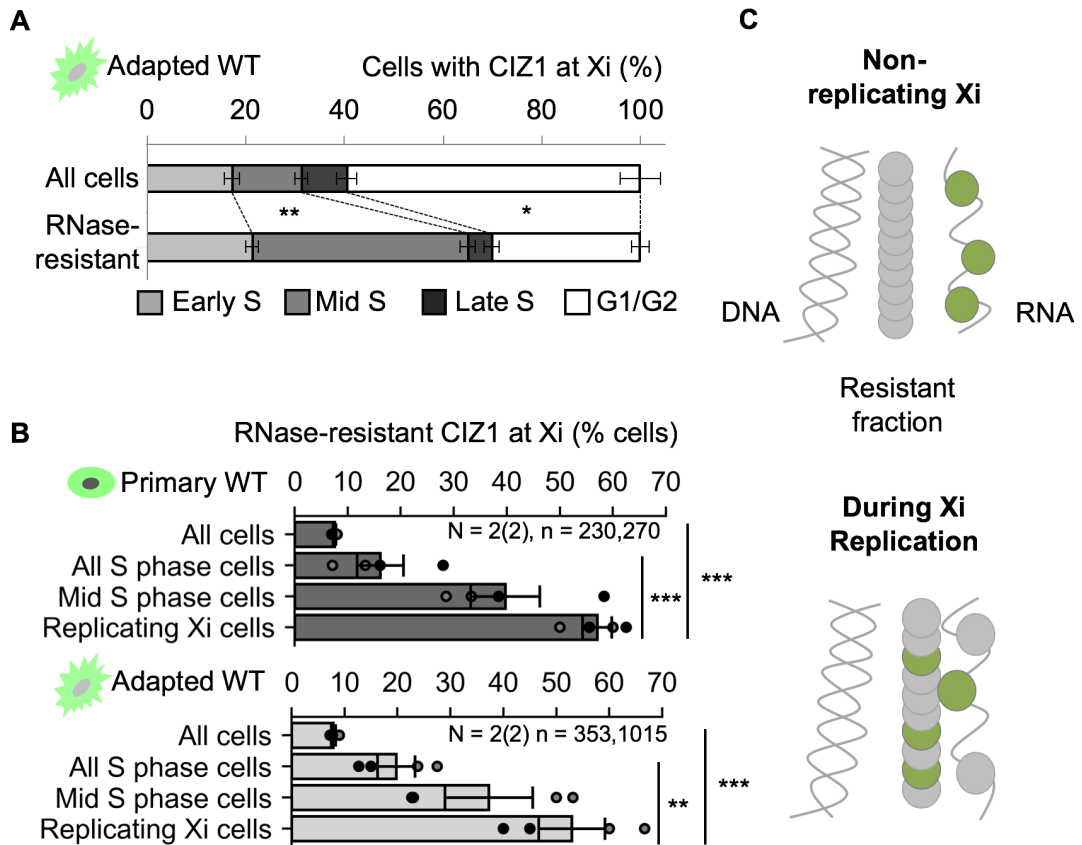 A
Adapted WT
Cells with CIZ1 at Xi (%)
0 20 40 60 80 100
All cells
** *
RNase-
resistant
Early S Mid S Late S G1/G2
B
RNase-resistant CIZ1 at Xi (% cells)
Primary WT
0 10 20 30 40 50 60 70
All cells
N = 2(2), n = 230,270
All S phase cells
Mid S phase cells
Replicating Xi cells
***
***
Adapted WT
0 10 20 30 40 50 60 70
All cells
N = 2(2) n = 353,1015
All S phase cells
Mid S phase cells
Replicating Xi cells
**
***
C
Non-
replicating Xi
DNA
RNA
Resistant
fraction
During Xi
Replication